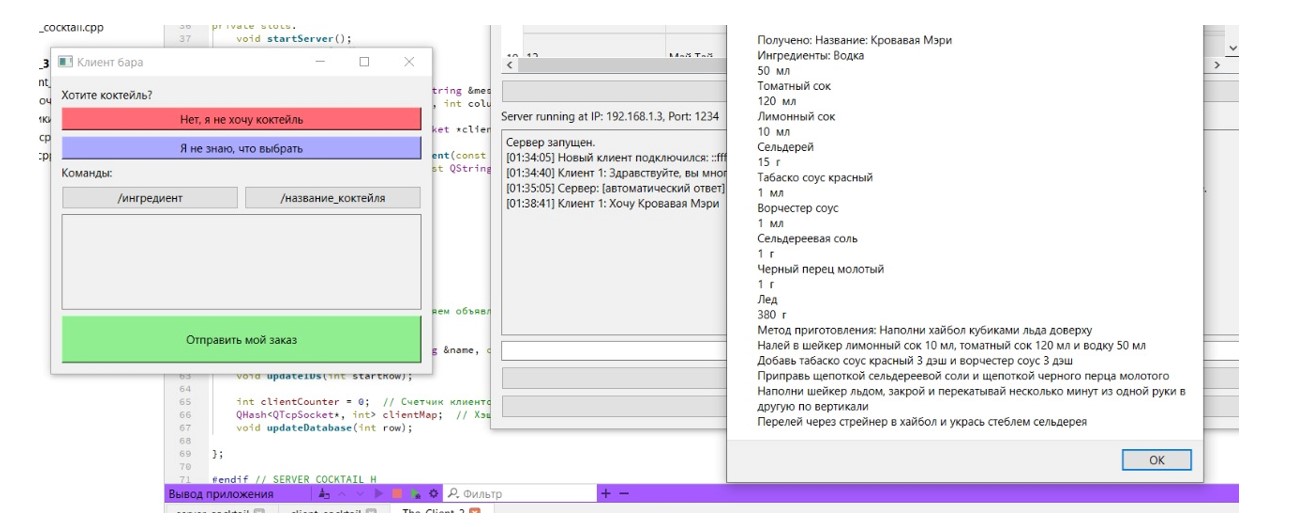 _cocktail.cpp
36 private slots:
37 void startServer();
_3
Клиент бара
Хотите коктейль?
Нет, я не хочу коктейль
Я не знаю, что выбрать
Команды:
/ингредиент
/название_коктейля
Отправить мой заказ
tring &mes
, int colu
ket *clien
ent(const
st QString
яем объявл
g &name, c
63 void updateIDs(int startRow);
64
65 int clientCounter = 0; // Счетчик клиенто
66 QHash<QTcpSocket*, int> clientMap; // Хэш
67 void updateDatabase(int row);
68
69 };
70
71 #endif // SERVER_COCKTAIL_H
Вывод приложения
Фильтр
server_cocktail
client_cocktail
The_Client_2
19 12 Май Тай
Server running at IP: 192.168.1.3, Port: 1234
Сервер запущен.
[01:34:05] Новый клиент подключился: ::fff
[01:34:40] Клиент 1: Здравствуйте, вы мног
[01:35:05] Сервер: [автоматический ответ]
[01:38:41] Клиент 1: Хочу Кровавая Мэри
Получено: Название: Кровавая Мэри
Ингредиенты: Водка
50 мл
Томатный сок
120 мл
Лимонный сок
10 мл
Сельдерей
15 г
Табаско соус красный
1 мл
Ворчестер соус
1 мл
Сельдереевая соль
1 г
Черный перец молотый
1 г
Лед
380 г
Метод приготовления: Наполни хайбол кубиками льда доверху
Налей в шейкер лимонный сок 10 мл, томатный сок 120 мл и водку 50 мл
Добавь табаско соус красный 3 дэш и ворчестер соус 3 дэш
Приправь щепоткой сельдереевой соли и щепоткой черного перца молотого
Наполни шейкер льдом, закрой и перекатывай несколько минут из одной руки в
другую по вертикали
Перелей через стрейнер в хайбол и укрась стеблем сельдерея
OK